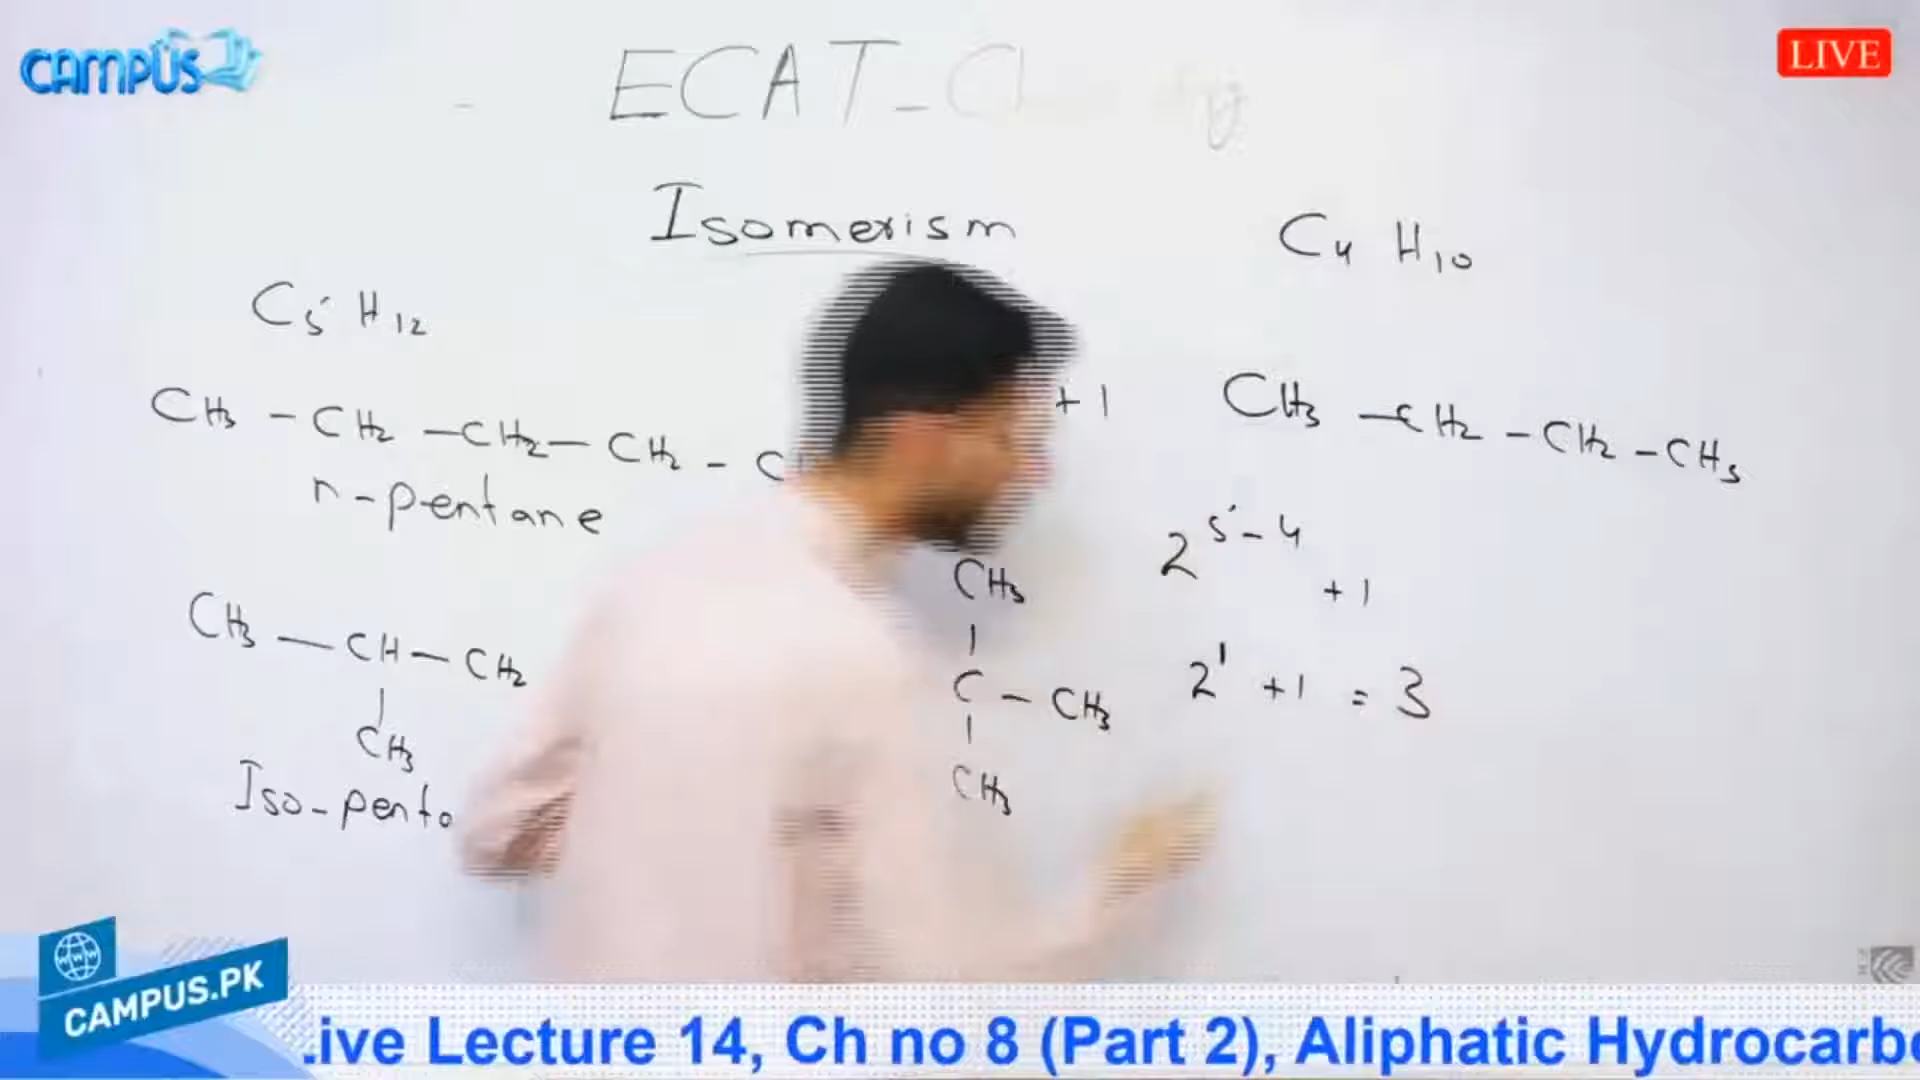 CAMPUS
LIVE
ECAT-
Isomerism
C4 H10
C5 H12
CH3 - CH2 - CH2 - CH2 - C
+ 1
CH3 - CH2 - CH2 - CH3
n-pentane
2^5-4 + 1
CH3
CH3 - CH - CH2
C - CH3
2^1 + 1 = 3
CH3
CH3
Iso-penta
www
CAMPUS.PK
ive Lecture 14, Ch no 8 (Part 2), Aliphatic Hydrocarb